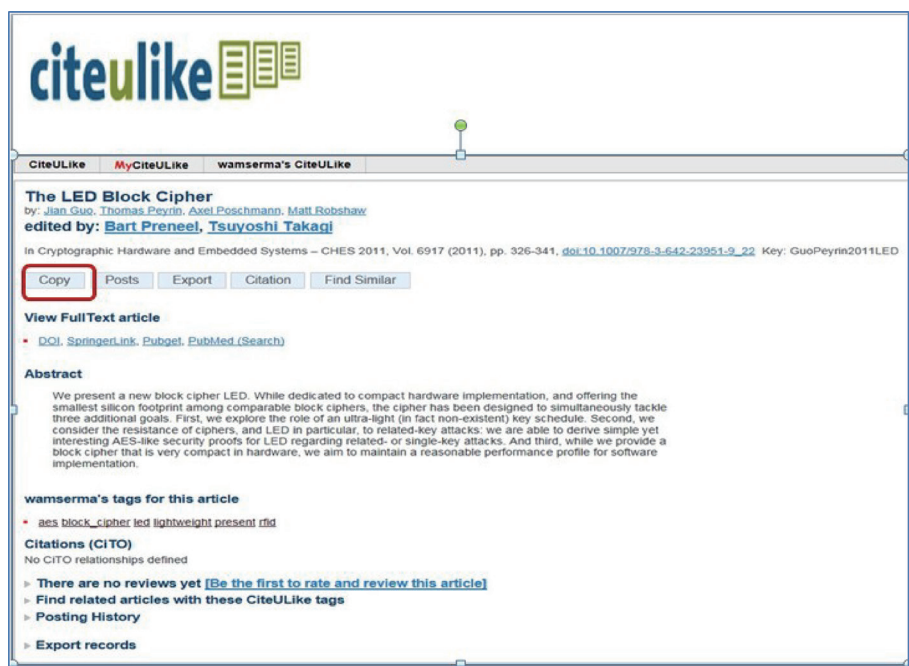 citeulike
CiteULike MyCiteULike wamserma's CiteULike
The LED Block Cipher
by: Jian Guo, Thomas Peyrin, Axel Poschmann, Matt Robshaw
edited by: Bart Preneel, Tsuyoshi Takagi
In Cryptographic Hardware and Embedded Systems – CHES 2011, Vol. 6917 (2011), pp. 326-341, doi:10.1007/978-3-642-23951-9_22 Key: GuoPeyrin2011LED
Copy Posts Export Citation Find Similar
View FullText article
DOI, SpringerLink, Pubget, PubMed (Search)
Abstract
We present a new block cipher LED. While dedicated to compact hardware implementation, and offering the
smallest silicon footprint among comparable block ciphers, the cipher has been designed to simultaneously tackle
three additional goals. First, we explore the role of an ultra-light (in fact non-existent) key schedule. Second, we
consider the resistance of ciphers, and LED in particular, to related-key attacks: we are able to derive simple yet
interesting AES-like security proofs for LED regarding related- or single-key attacks. And third, while we provide a
block cipher that is very compact in hardware, we aim to maintain a reasonable performance profile for software
implementation.
wamserma's tags for this article
aes block_cipher led lightweight present rfid
Citations (CiTO)
No CiTO relationships defined
There are no reviews yet [Be the first to rate and review this article]
Find related articles with these CiteULike tags
Posting History
Export records